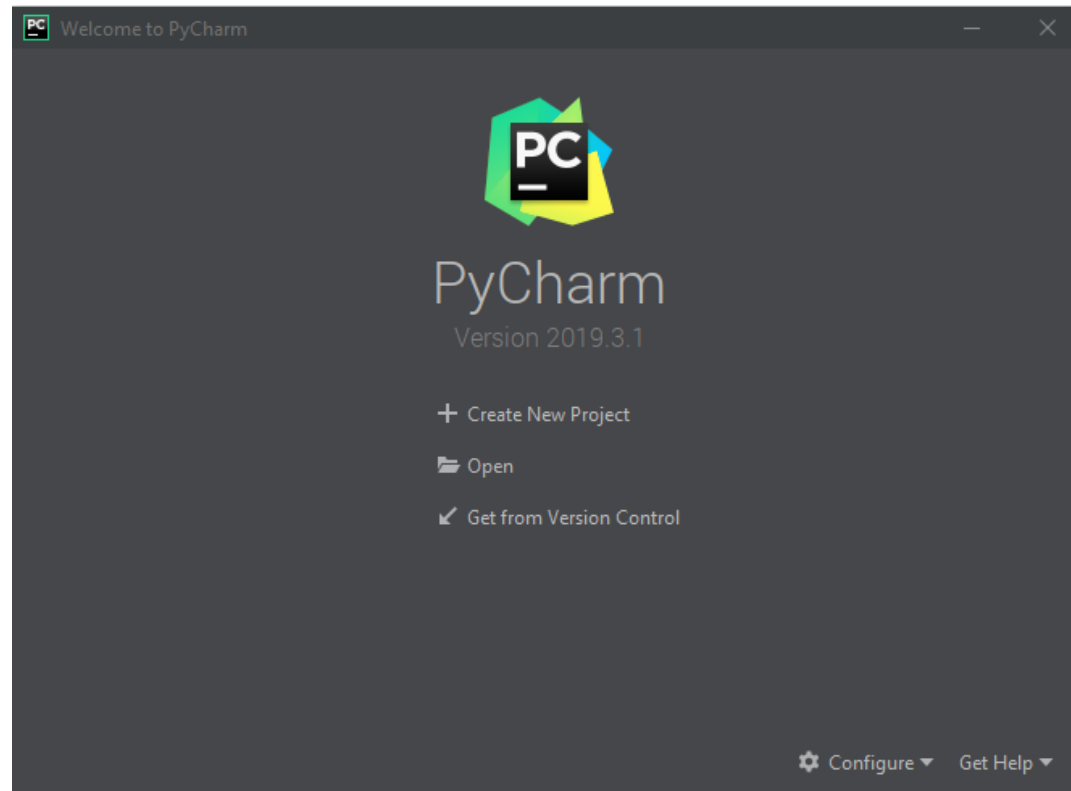 PC Welcome to PyCharm
PC
PyCharm
Version 2019.3.1
Create New Project
Open
Get from Version Control
Configure Get Help